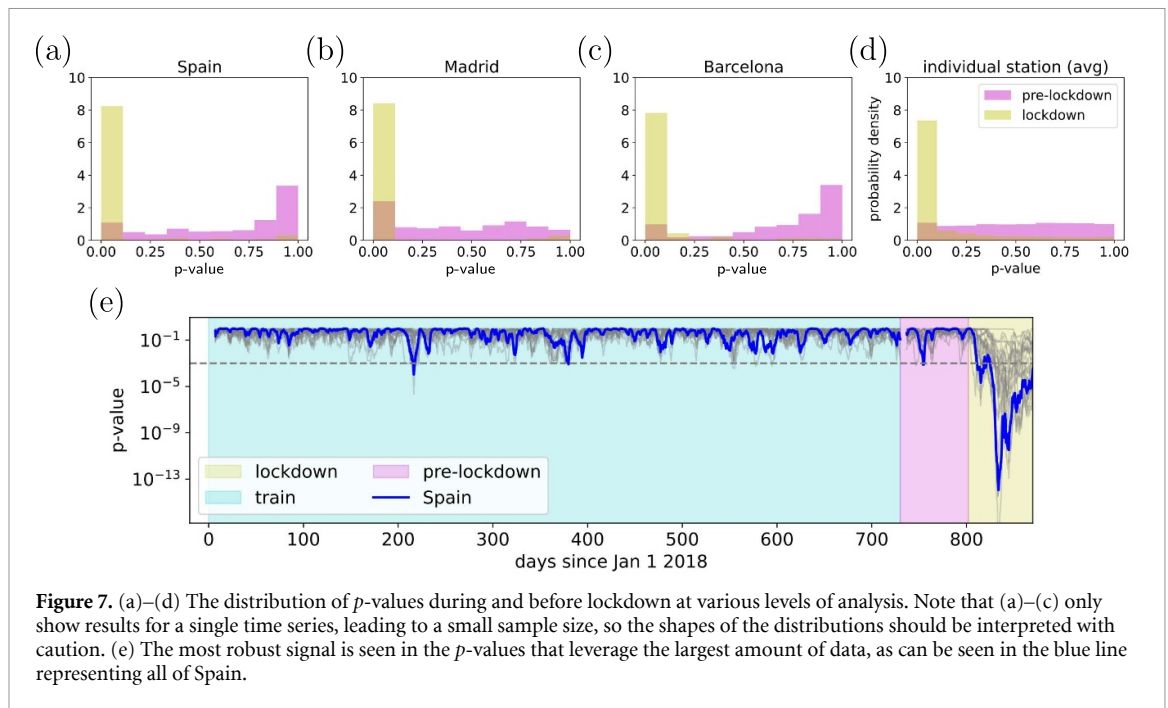 (a)
(b)
(c)
(d)
Spain
Madrid
Barcelona
individual station (avg)
10
8
6
4
2
0
0.00 0.25 0.50 0.75 1.00
p-value
10
8
6
4
2
0
0.00 0.25 0.50 0.75 1.00
p-value
10
8
6
4
2
0
0.00 0.25 0.50 0.75 1.00
p-value
probability density
10
8
6
4
2
0
pre-lockdown
lockdown
0.00 0.25 0.50 0.75 1.00
p-value
(e)
p-value
10⁻¹
10⁻⁵
10⁻⁹
10⁻¹³
lockdown pre-lockdown
train Spain
0 100 200 300 400 500 600 700 800
days since Jan 1 2018
Figure 7. (a)–(d) The distribution of p-values during and before lockdown at various levels of analysis. Note that (a)–(c) only
show results for a single time series, leading to a small sample size, so the shapes of the distributions should be interpreted with
caution. (e) The most robust signal is seen in the p-values that leverage the largest amount of data, as can be seen in the blue line
representing all of Spain.